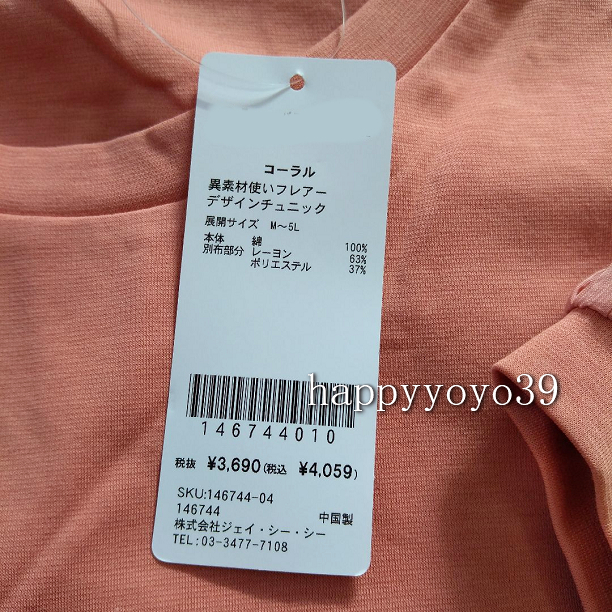 コーラル
異素材使いフレアー
デザインチュニック
展開サイズ M～5L
本体 綿 100%
別布部分 レーヨン 63%
ポリエステル 37%
happyyoyo39
146744010
税抜 ¥3,690(税込 ¥4,059)
SKU:146744-04
146744 中国製
株式会社ジェイ・シー・シー
TEL:03-3477-7108